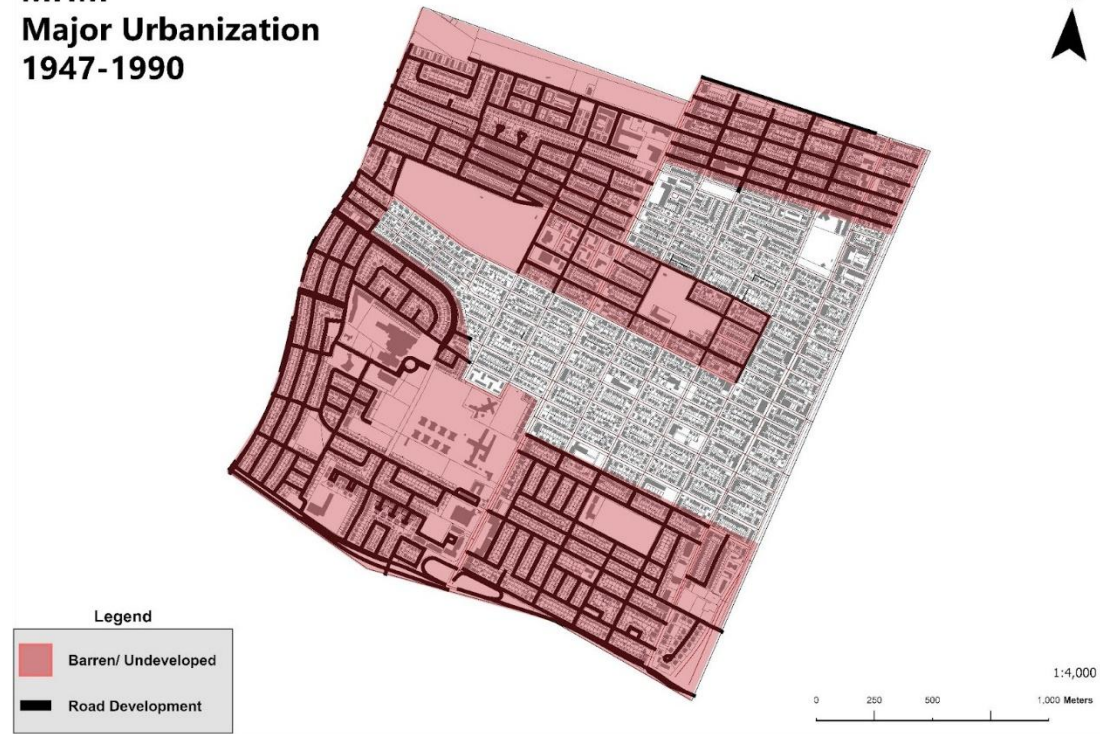 Major Urbanization
1947-1990
Legend
Barren/ Undeveloped
Road Development
1:4,000
0 250 500 1,000 Meters